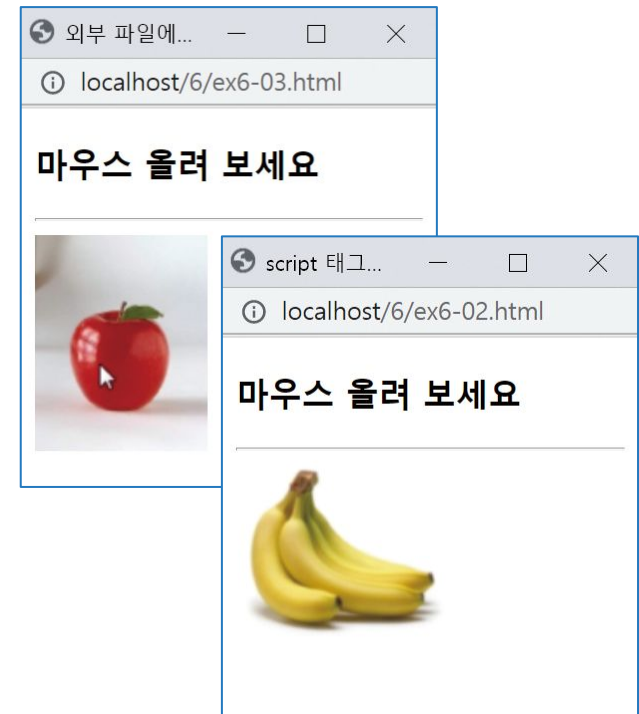 외부 파일에...
localhost/6/ex6-03.html
마우스 올려 보세요
script 태그...
localhost/6/ex6-02.html
마우스 올려 보세요